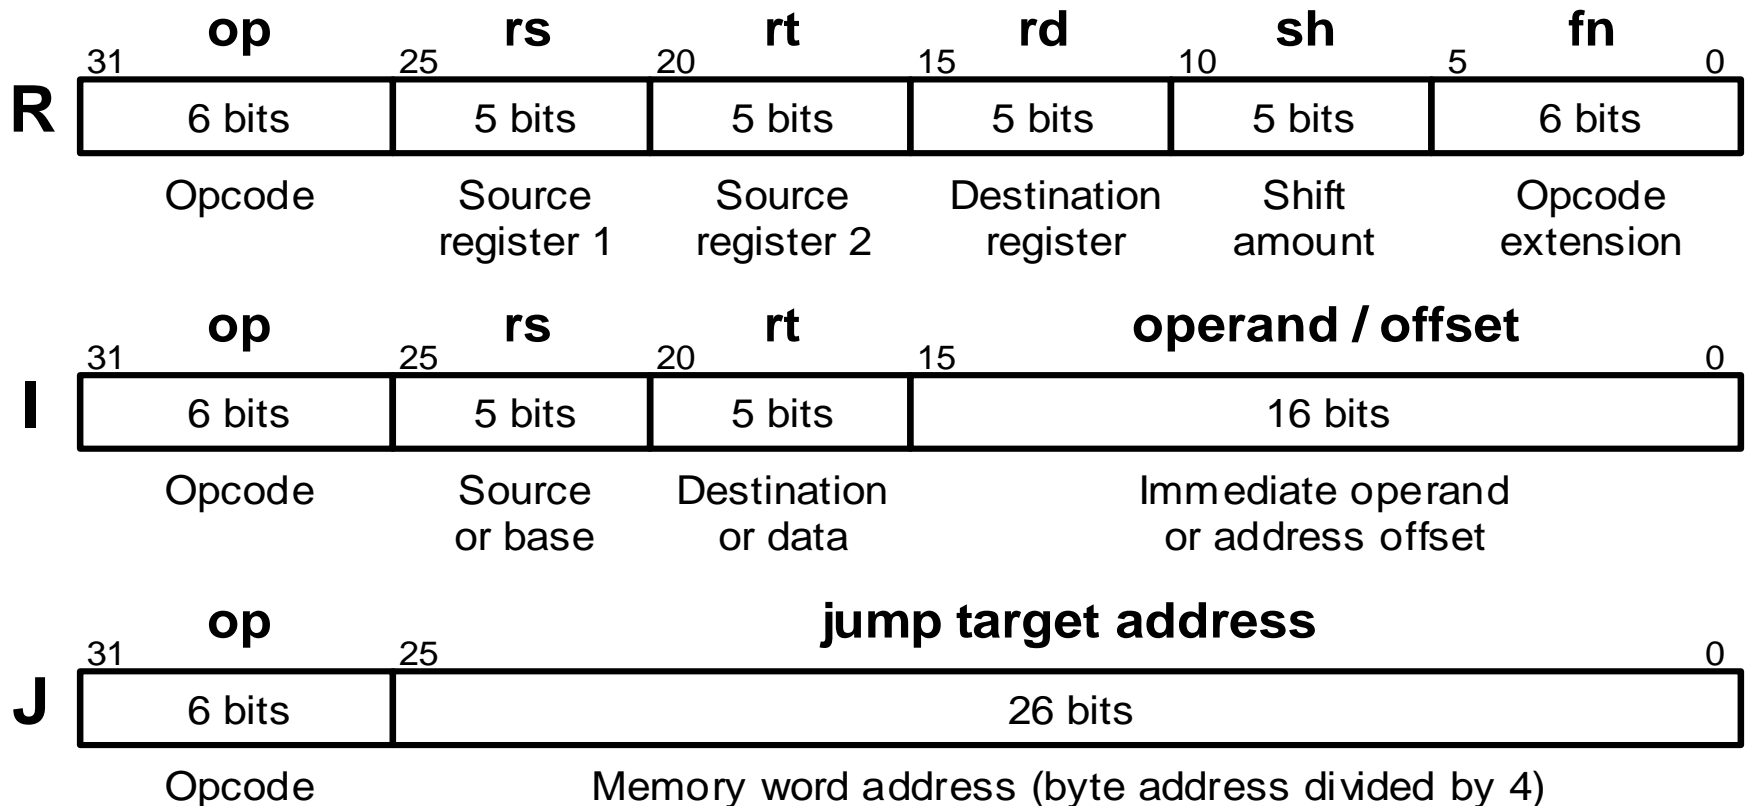 op rs rt rd sh fn
31 25 20 15 10 5 0
R 6 bits 5 bits 5 bits 5 bits 5 bits 6 bits
Opcode Source Source Destination Shift Opcode
register 1 register 2 register amount extension
op rs rt operand / offset
31 25 20 15 0
I 6 bits 5 bits 5 bits 16 bits
Opcode Source Destination Immediate operand
or base or data or address offset
op jump target address
31 25 0
J 6 bits 26 bits
Opcode Memory word address (byte address divided by 4)